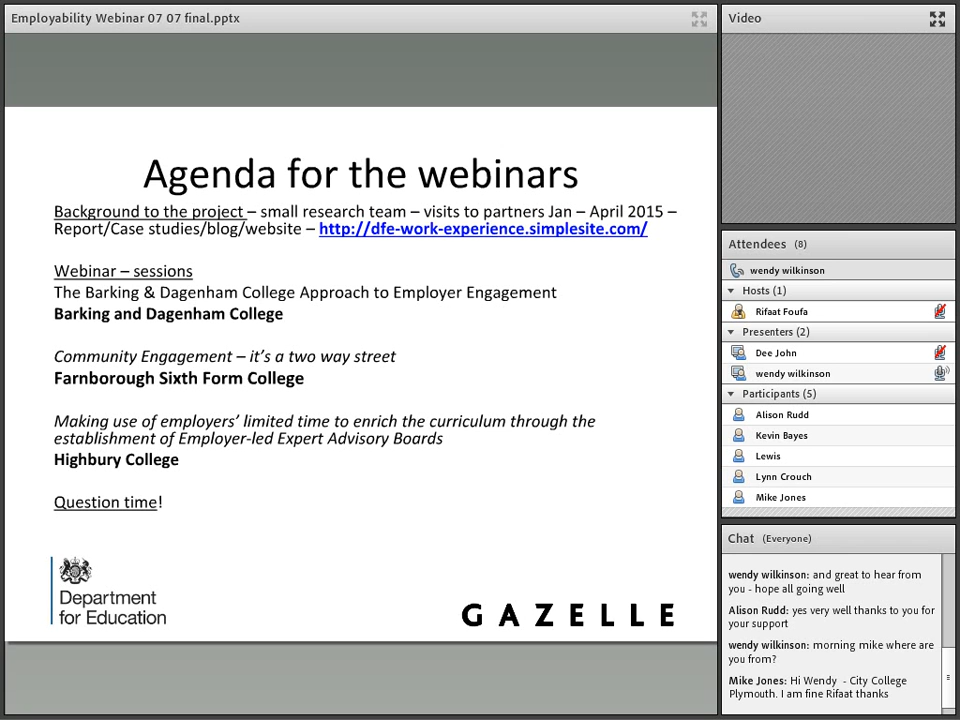 Employability Webinar 07 07 final.pptx
Agenda for the webinars
Background to the project – small research team – visits to partners Jan – April 2015 –
Report/Case studies/blog/website – http://dfe-work-experience.simplesite.com/
Webinar – sessions
The Barking & Dagenham College Approach to Employer Engagement
Barking and Dagenham College
Community Engagement – it's a two way street
Farnborough Sixth Form College
Making use of employers' limited time to enrich the curriculum through the
establishment of Employer-led Expert Advisory Boards
Highbury College
Question time!
Department
for Education
GAZELLE
Video
Attendees (8)
wendy wilkinson
Hosts (1)
Rifaat Foufa
Presenters (2)
Dee John
wendy wilkinson
Participants (5)
Alison Rudd
Kevin Bayes
Lewis
Lynn Crouch
Mike Jones
Chat (Everyone)
wendy wilkinson: and great to hear from
you - hope all going well
Alison Rudd: yes very well thanks to you for
your support
wendy wilkinson: morning mike where are
you from?
Mike Jones: Hi Wendy - City College
Plymouth. I am fine Rifaat thanks